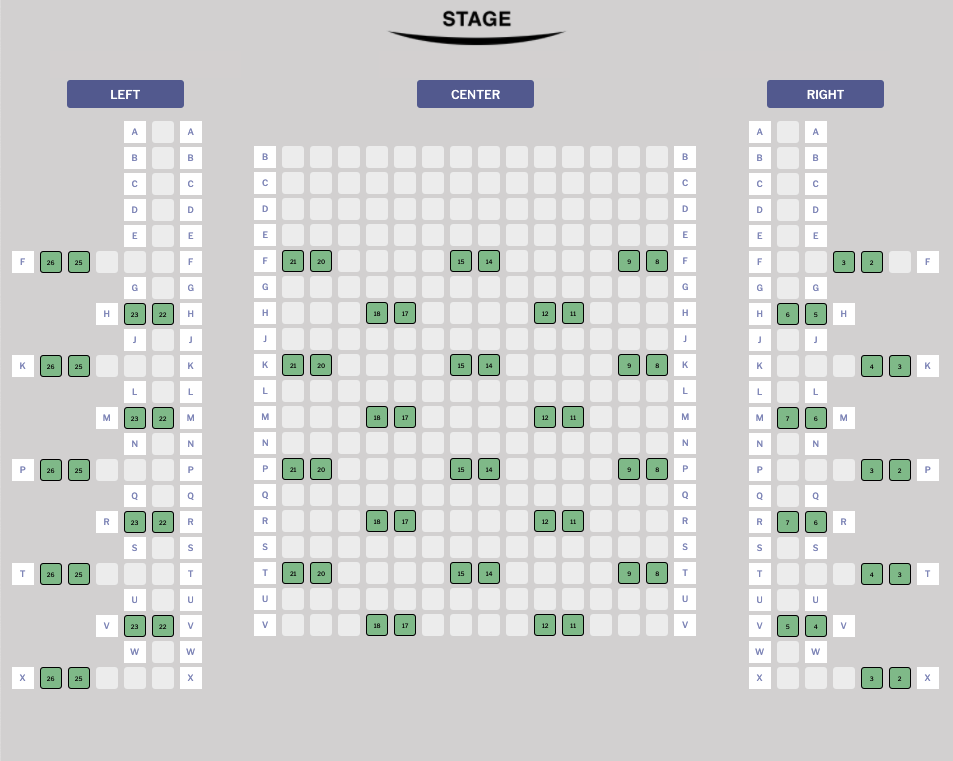 STAGE
LEFT CENTER RIGHT
A A A A
B B B B B B
C C C C C C
D D D D D D
E E E E E E
F 26 25 F F 21 20 15 14 9 8 F F 3 2 F
G G G G G G
H 23 22 H H 18 17 12 11 H H 6 5 H
J J J J J J
K 26 25 K K 21 20 15 14 9 8 K K 4 3 K
L L L L L L
M 23 22 M M 18 17 12 11 M M 7 6 M
N N N N N N
P 26 25 P P 21 20 15 14 9 8 P P 3 2 P
Q Q Q Q Q Q
R 23 22 R R 18 17 12 11 R R 7 6 R
S S S S S S
T 26 25 T T 21 20 15 14 9 8 T T 4 3 T
U U U U U U
V 23 22 V V 18 17 12 11 V V 5 4 V
W W W W
X 26 25 X X 3 2 X